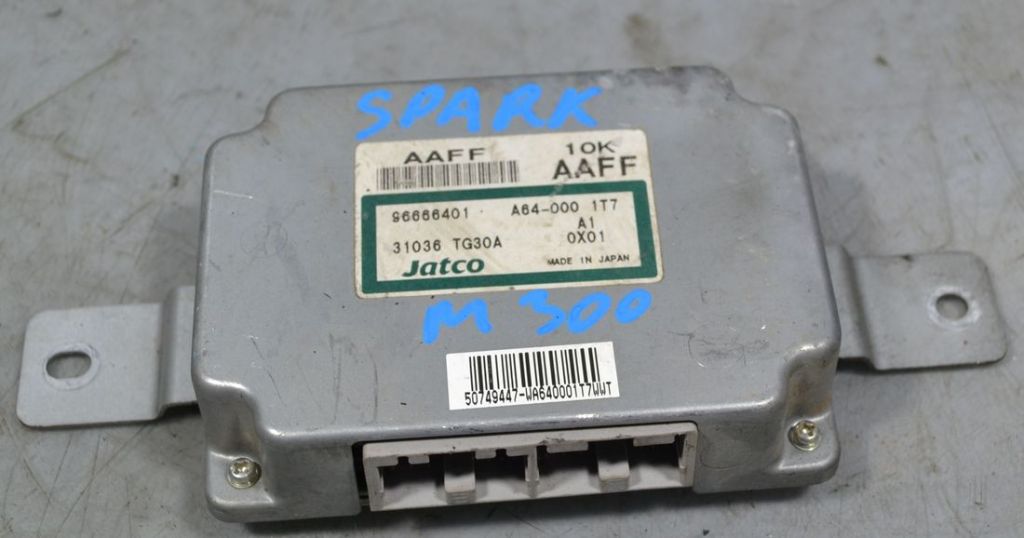 SPARK
AAFF 10K
AAFF
96666401 A64-000 1T7
A1
31036 TG30A 0X01
Jatco MADE IN JAPAN
M 300
50749447-WA640001T7WWT